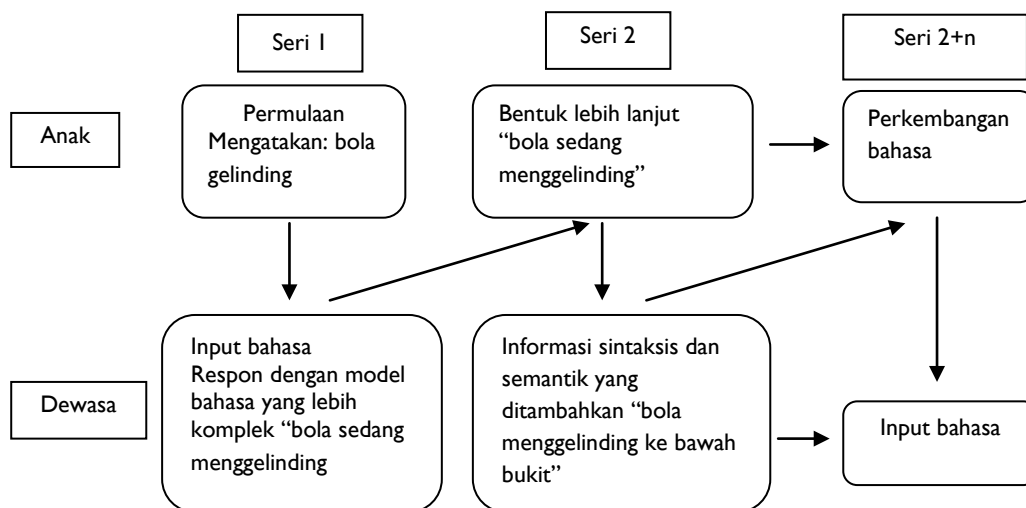 Seri 1
Seri 2
Seri 2+n
Anak
Permulaan
Mengatakan: bola
gelinding
Bentuk lebih lanjut
“bola sedang
menggelinding”
Perkembangan
bahasa
Dewasa
Input bahasa
Respon dengan model
bahasa yang lebih
komplek “bola sedang
menggelinding
Informasi sintaksis dan
semantik yang
ditambahkan “bola
menggelinding ke bawah
bukit”
Input bahasa